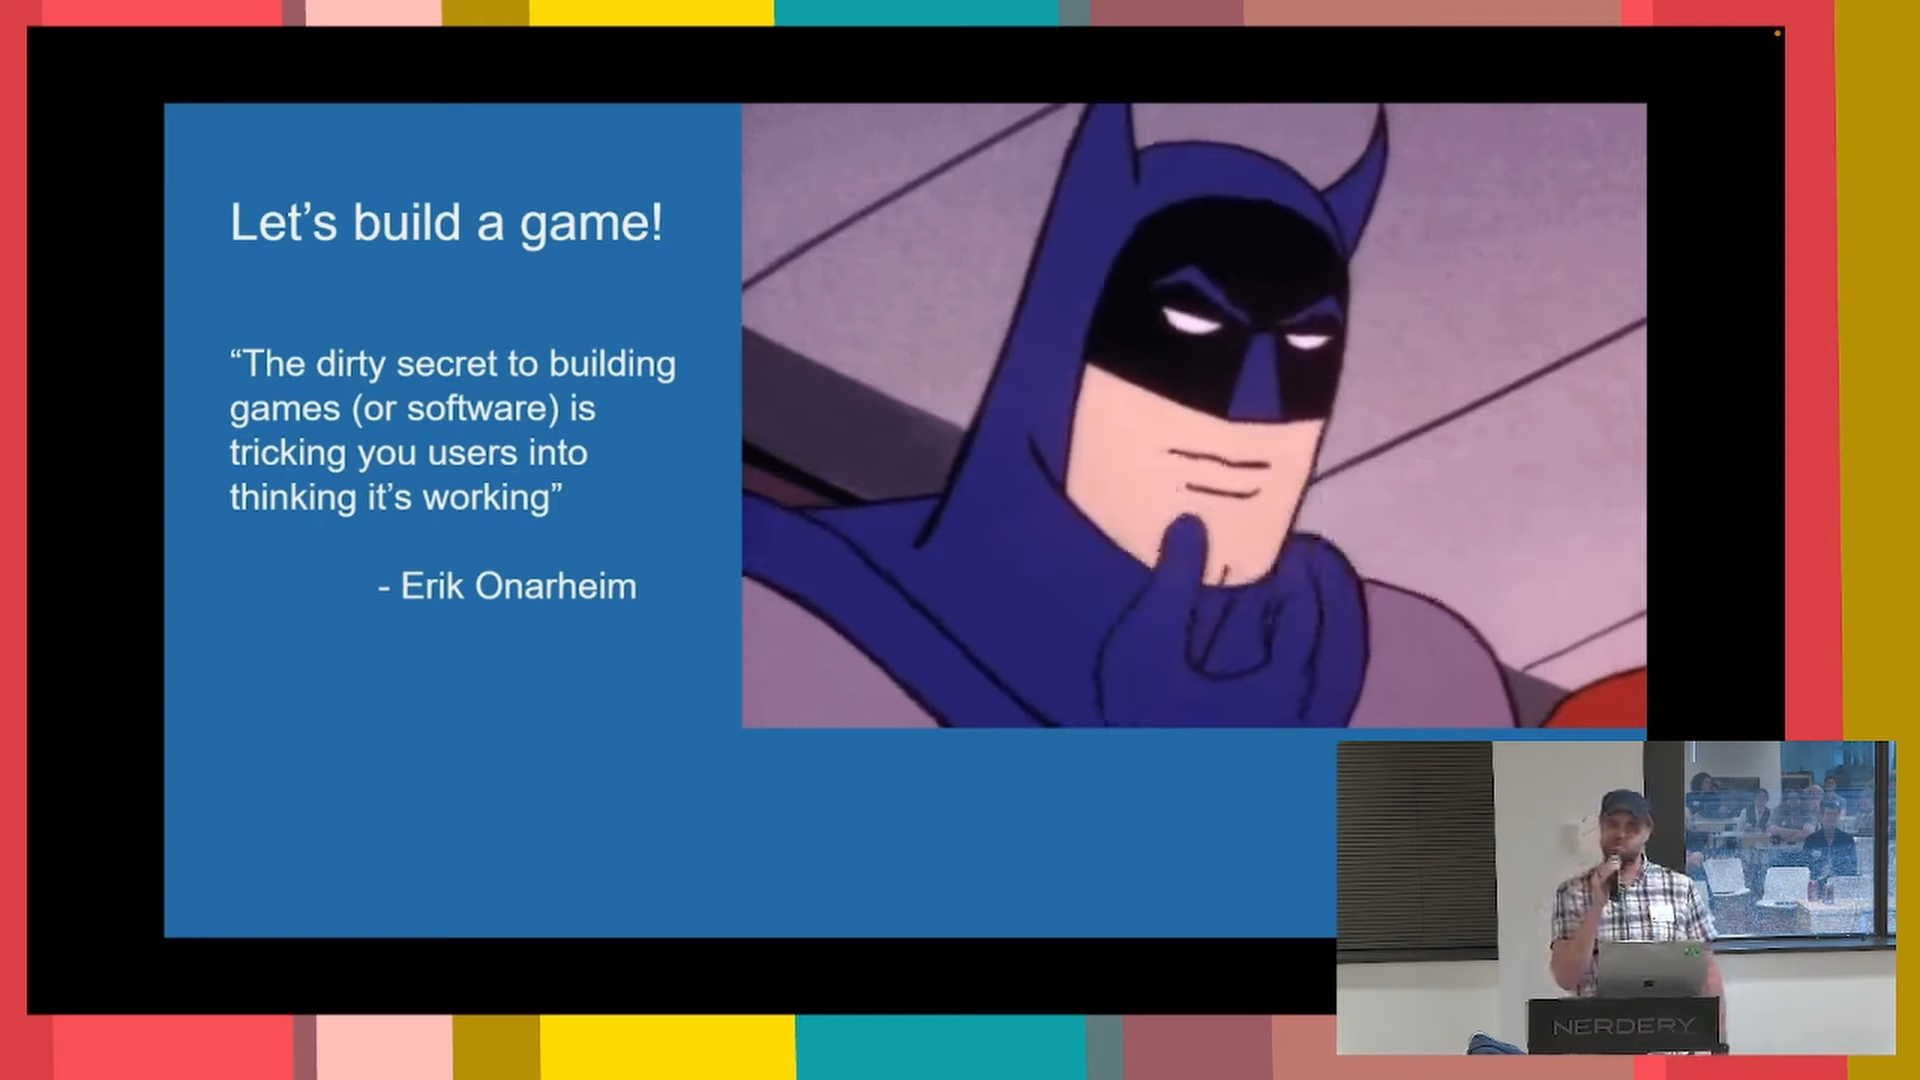 Let’s build a game!
“The dirty secret to building
games (or software) is
tricking you users into
thinking it’s working”
- Erik Onarheim
NERDERY